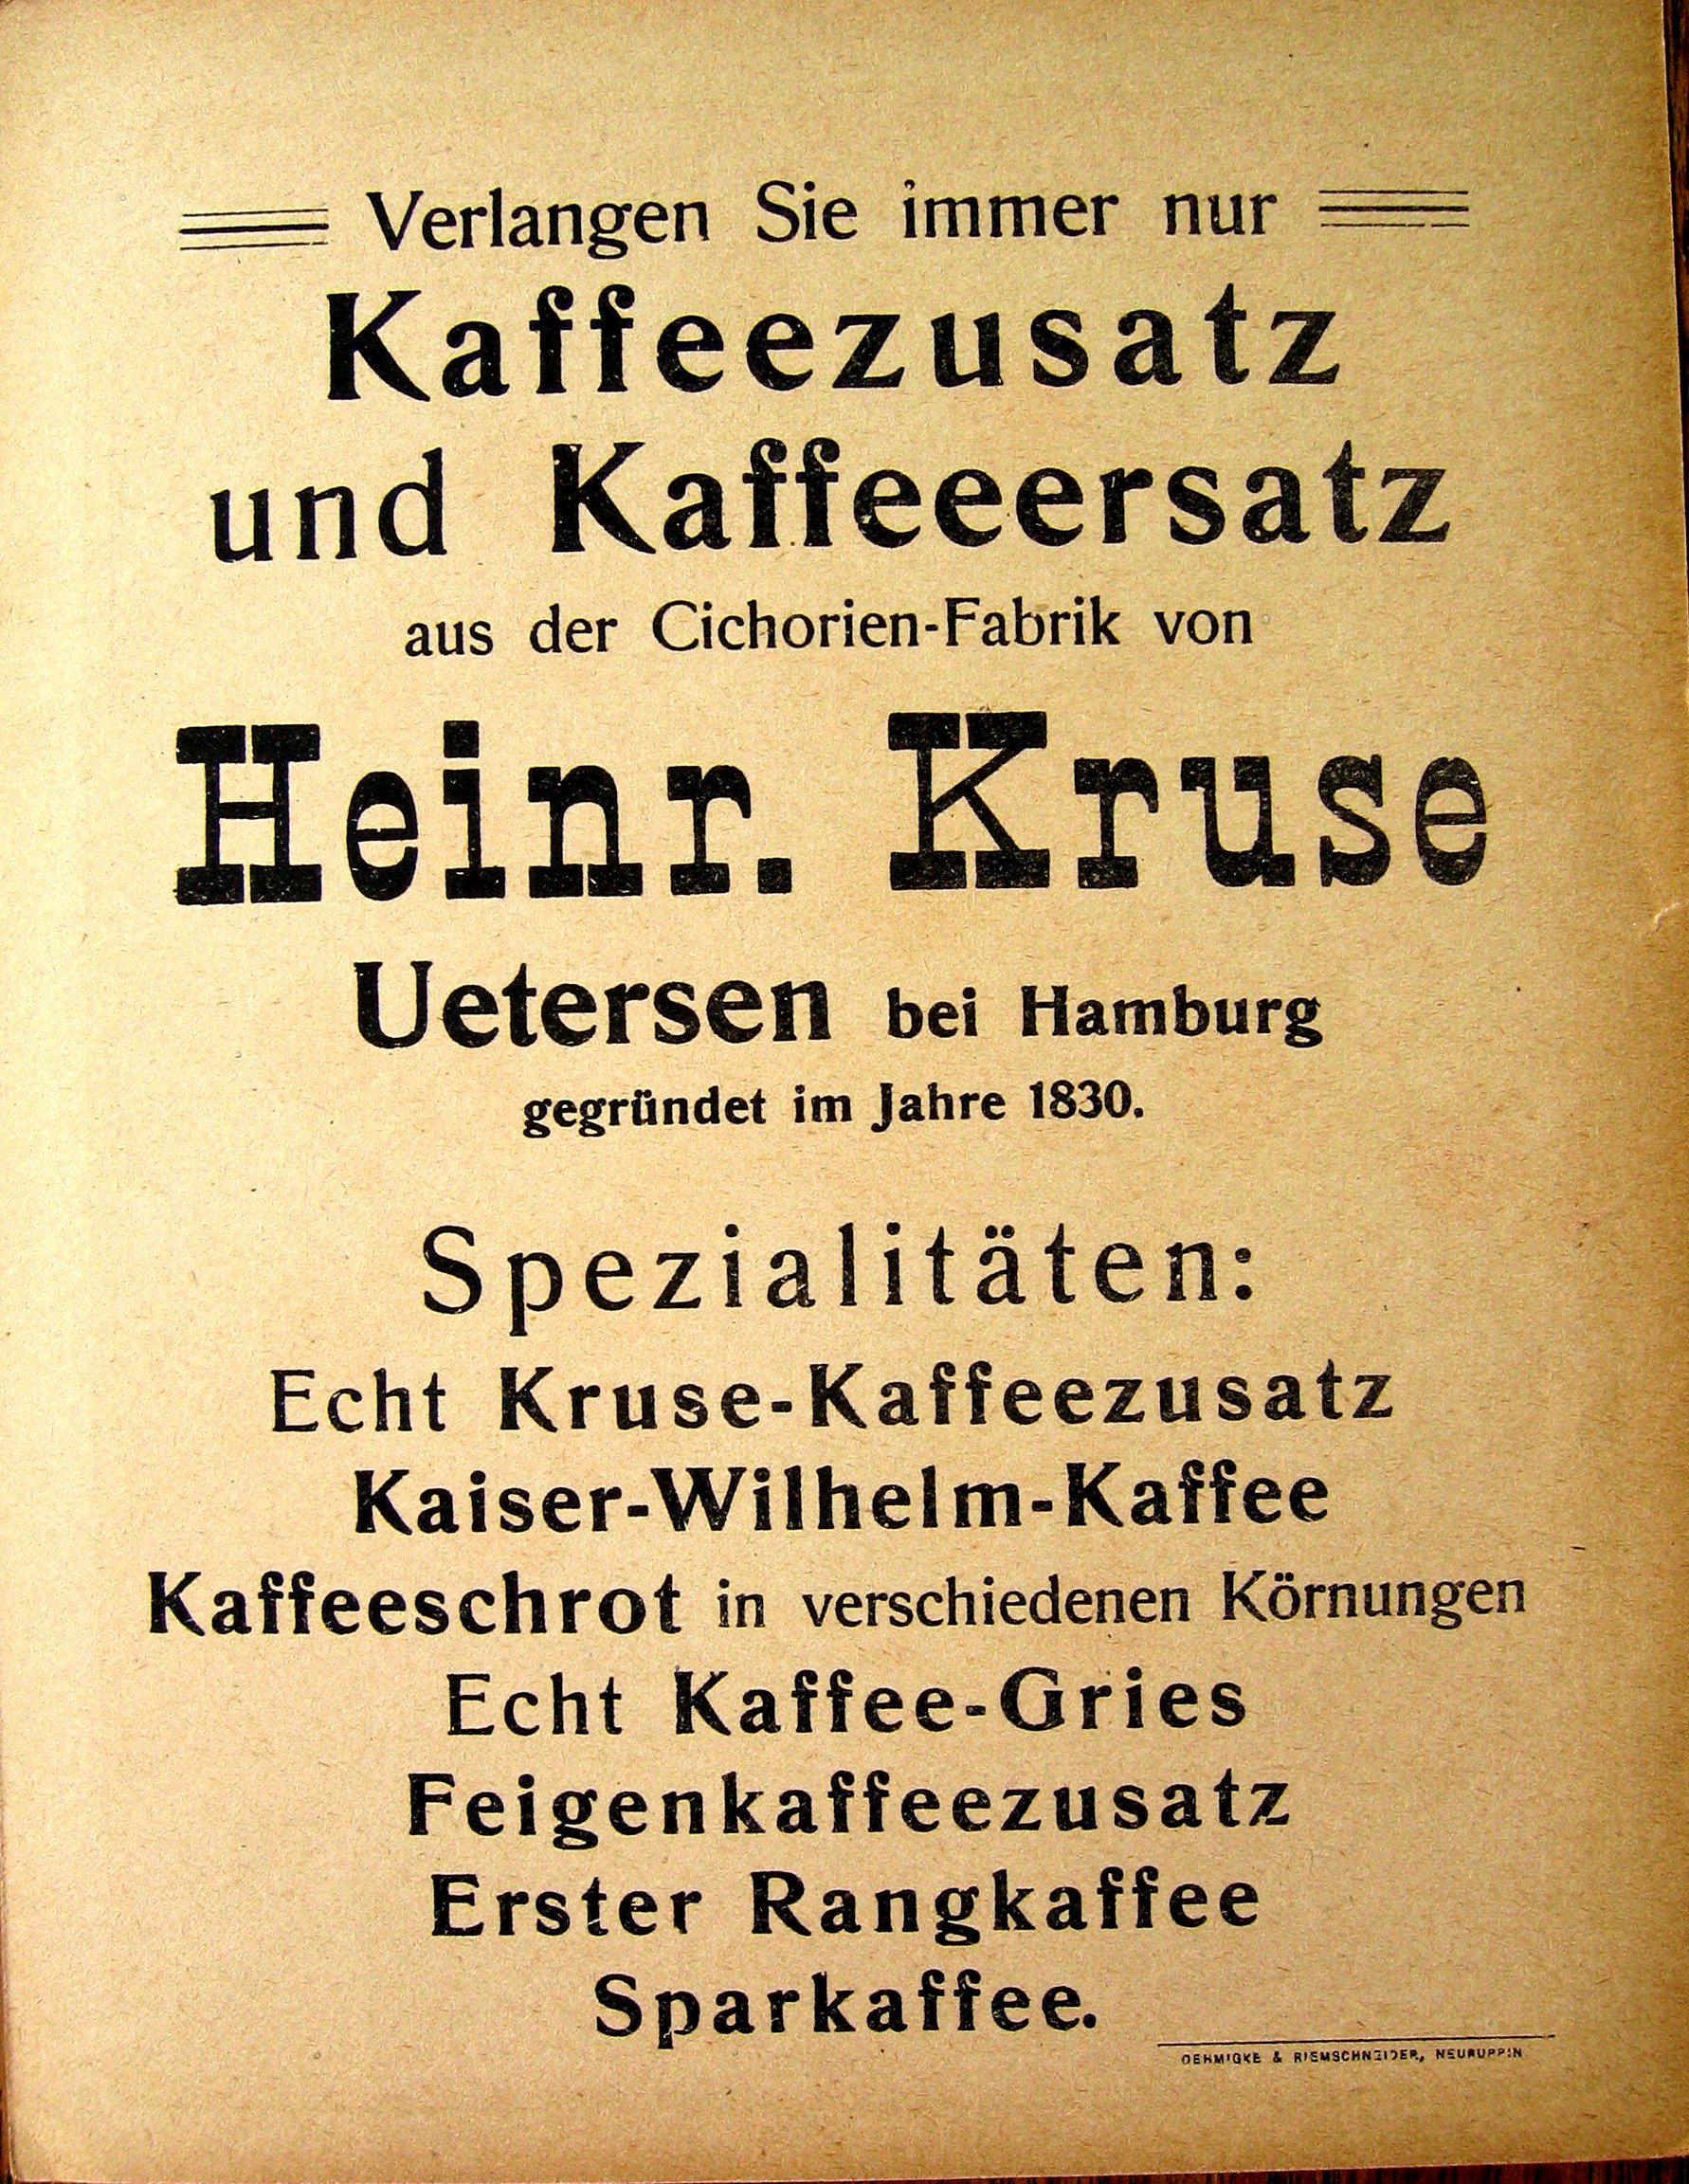 Verlangen Sie immer nur
Kaffeezusatz
und Kaffeeersatz
aus der Cichorien-Fabrik von
Heinr. Kruse
Uetersen bei Hamburg
gegründet im Jahre 1830.
Spezialitäten:
Echt Kruse-Kaffeezusatz
Kaiser-Wilhelm-Kaffee
Kaffeeschrot in verschiedenen Körnungen
Echt Kaffee-Gries
Feigenkaffeezusatz
Erster Rangkaffee
Sparkaffee.
OEHMIGKE & RIEMSCHNEIDER, NEURUPPIN